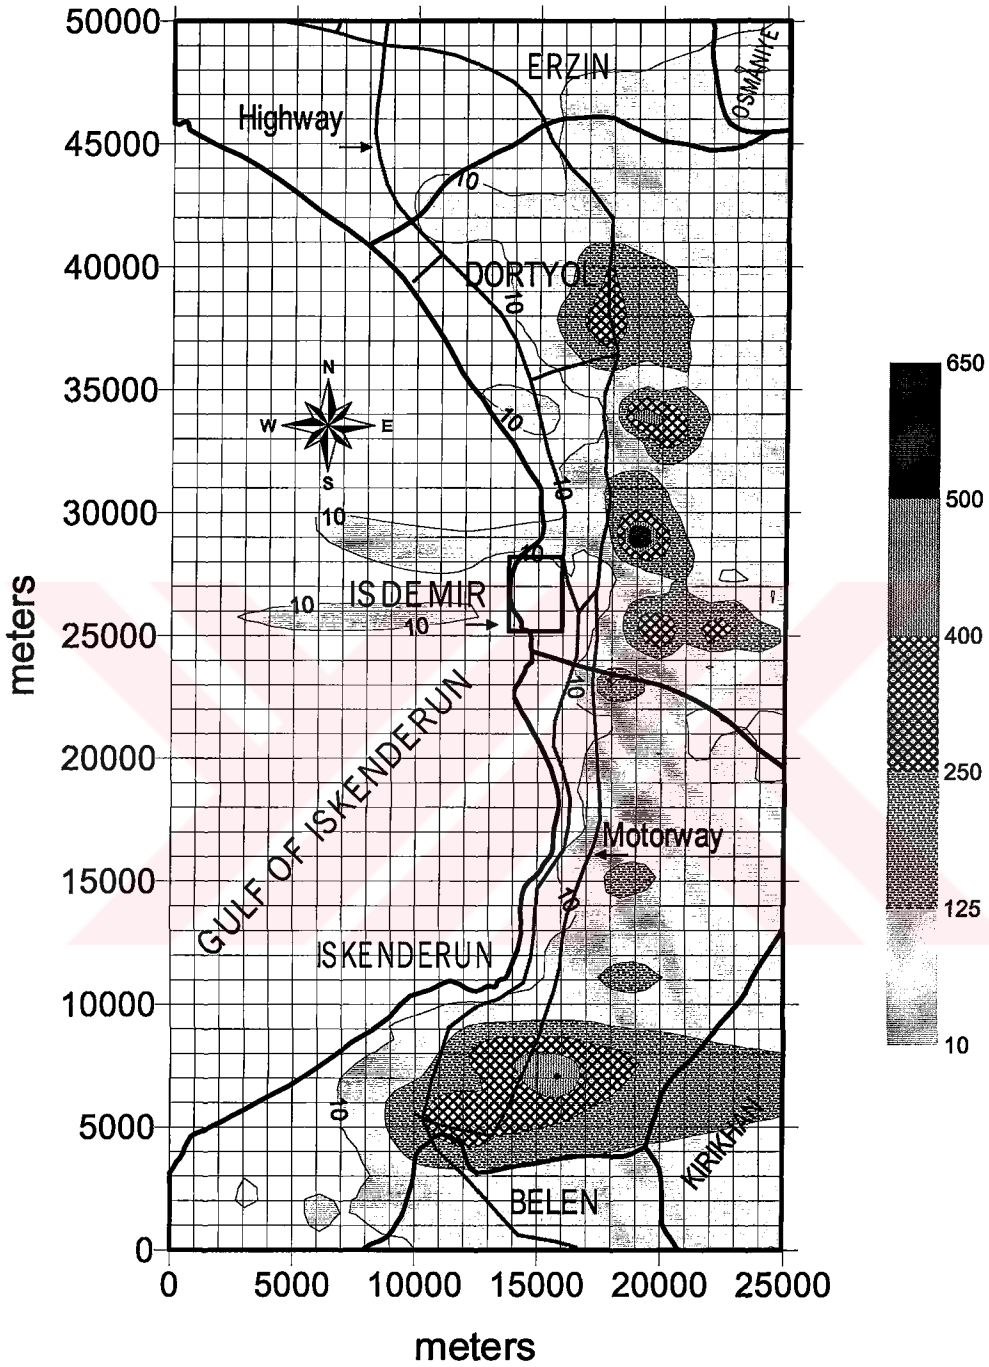 50000
45000
40000
35000
30000
25000
20000
15000
10000
5000
0
meters
0
5000
10000
15000
20000
25000
meters
ERZIN
OSMANIYE
Highway
10
DORTYOL
10
10
N
W
E
S
10
10
10
ISDEMIR
10
10
10
GULF OF ISKENDERUN
Motorway
10
ISKENDERUN
10
KIRIKHAN
BELEN
650
500
400
250
125
10